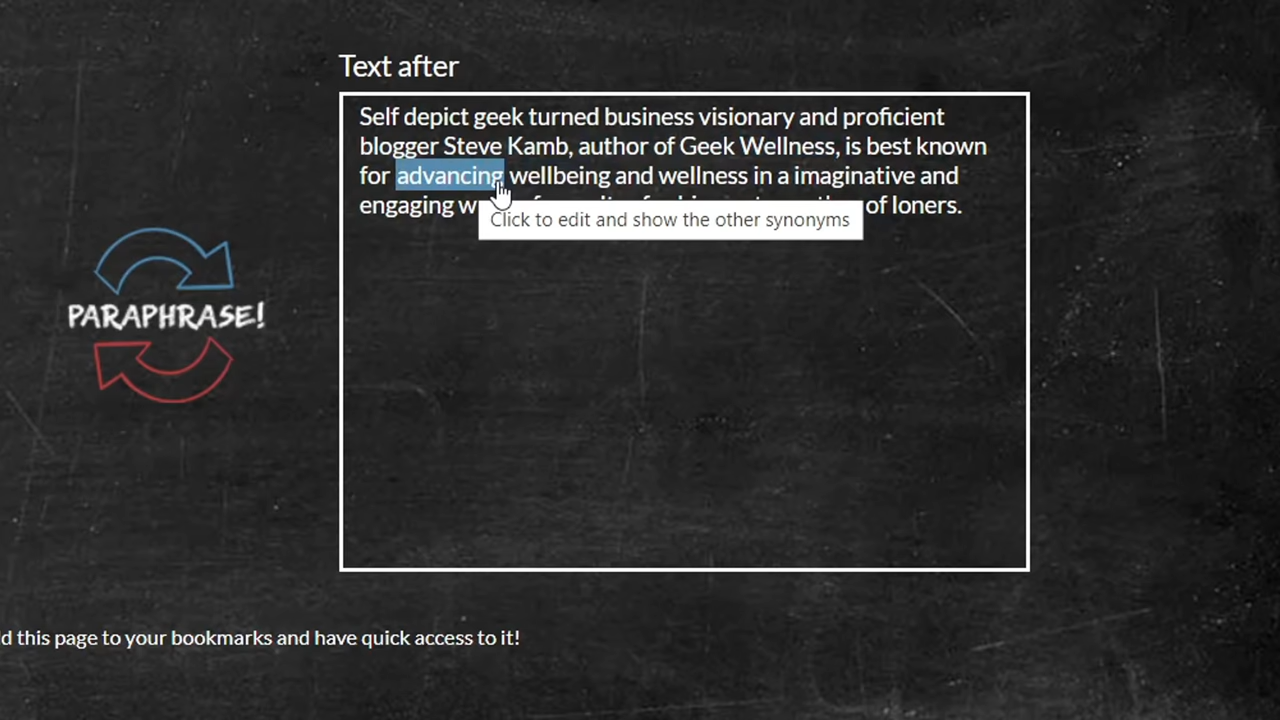 Text after
Self depict geek turned business visionary and proficient
blogger Steve Kamb, author of Geek Wellness, is best known
for advancing wellbeing and wellness in a imaginative and
engaging of loners.
Click to edit and show the other synonyms
PARAPHRASE!
this page to your bookmarks and have quick access to it!